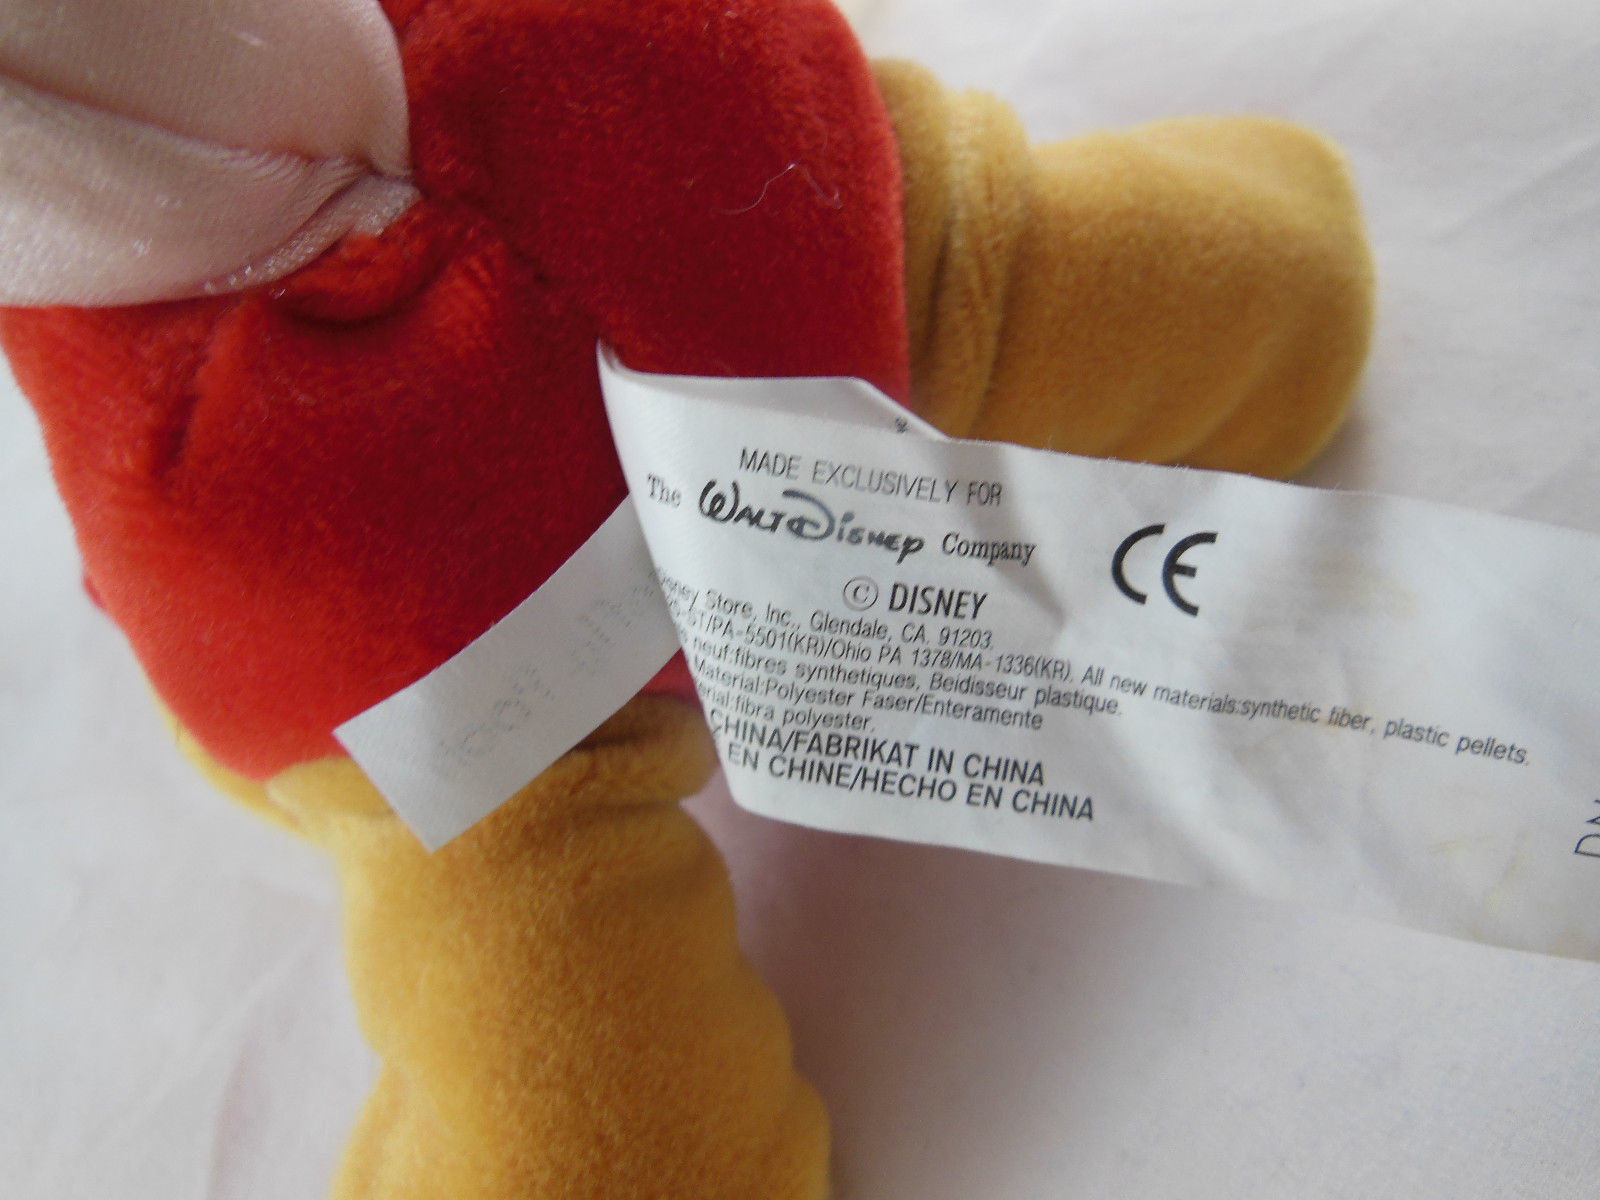 MADE EXCLUSIVELY FOR
The WALT DISNEY Company
CE
© DISNEY
Disney Store, Inc., Glendale, CA. 91203.
ST/PA-5501(KR)/Ohio PA 1378/MA-1336(KR). All new materials:synthetic fiber, plastic pellets.
neuf:fibres synthetiques, Beidisseur plastique.
Material:Polyester Faser/Enteramente
fibra polyester.
CHINA/FABRIKAT IN CHINA
EN CHINE/HECHO EN CHINA